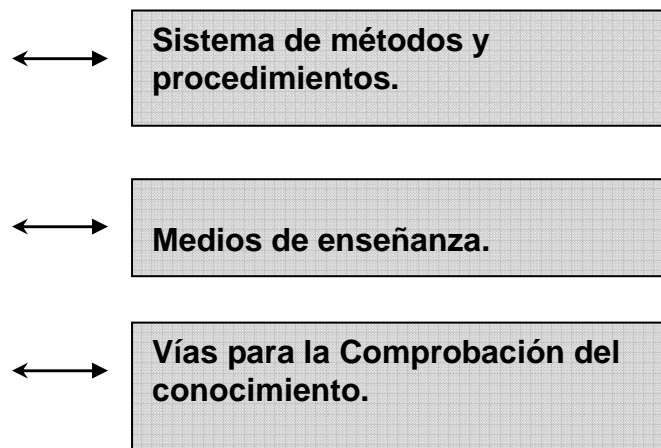 Sistema de métodos y
procedimientos.
Medios de enseñanza.
Vías para la Comprobación del
conocimiento.